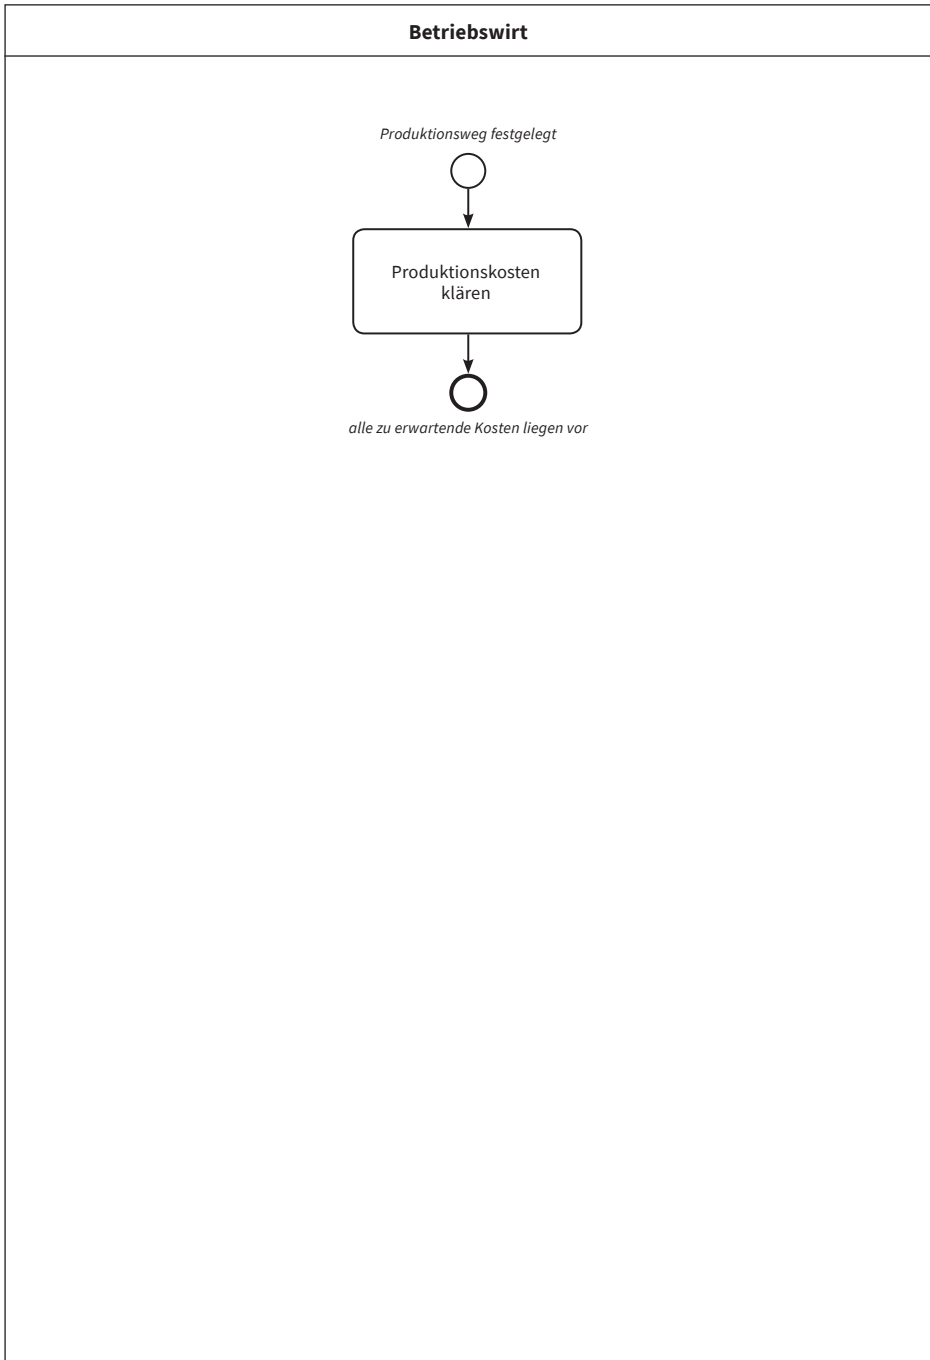 Betriebswirt
Produktionsweg festgelegt
Produktionskosten
klären
alle zu erwartende Kosten liegen vor